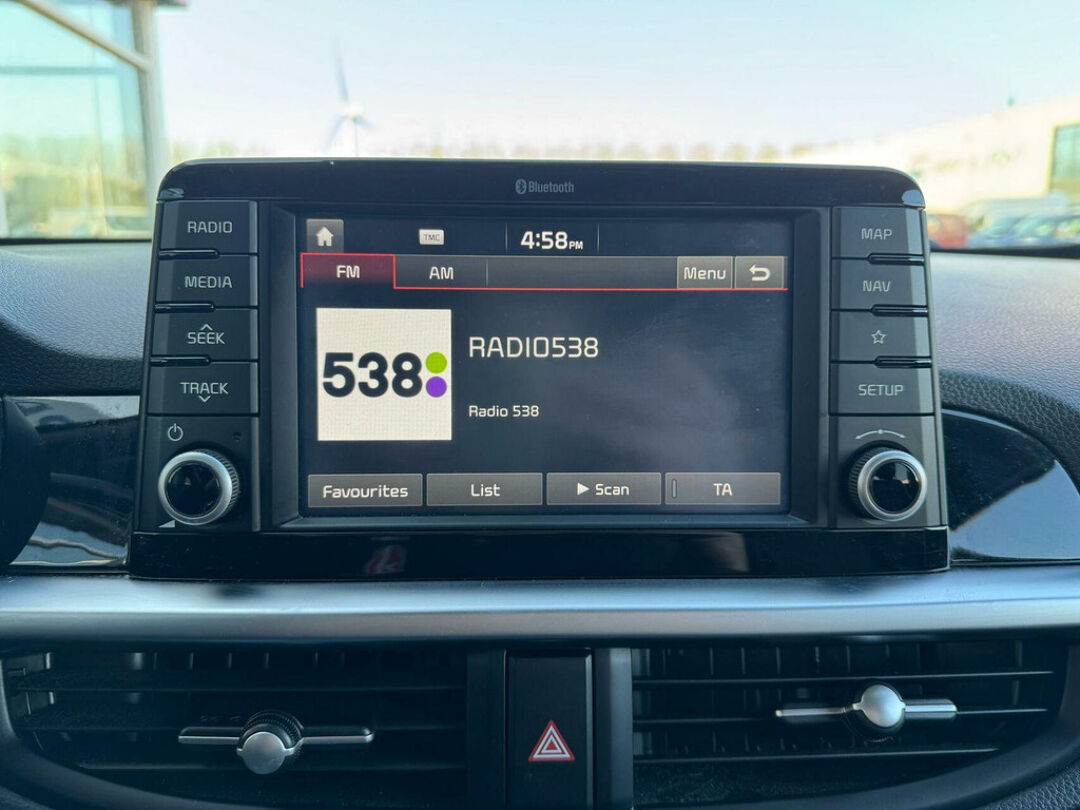 Bluetooth
RADIO
MEDIA
SEEK
TRACK
TMC
4:58PM
FM
AM
Menu
538
RADIO538
Radio 538
Favourites
List
Scan
TA
MAP
NAV
SETUP